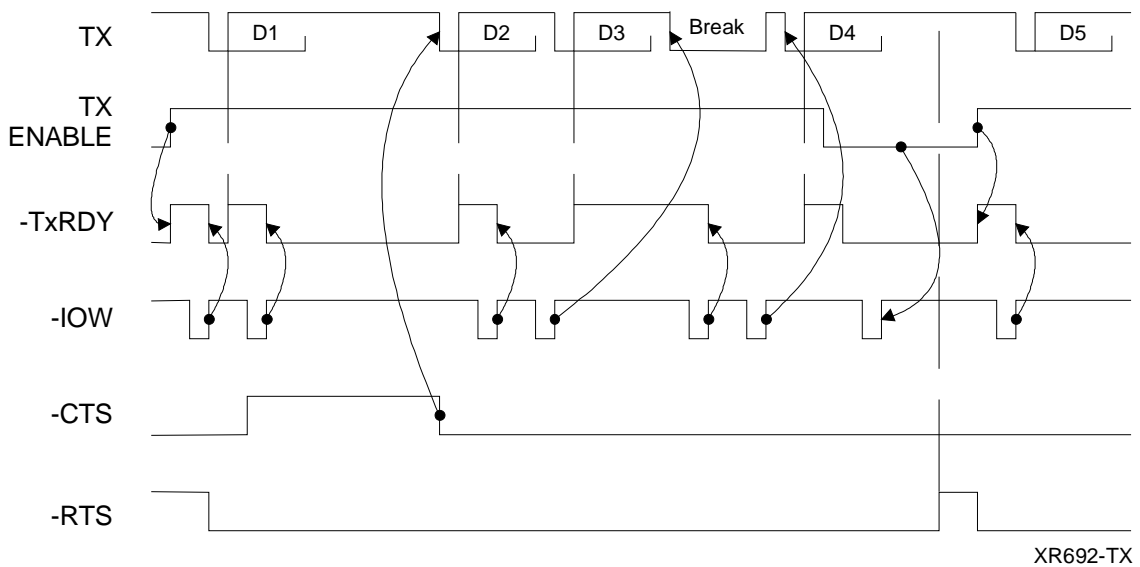 TX
D1
D2
D3
Break
D4
D5
TX
ENABLE
-TxRDY
-IOW
-CTS
-RTS
XR692-TX